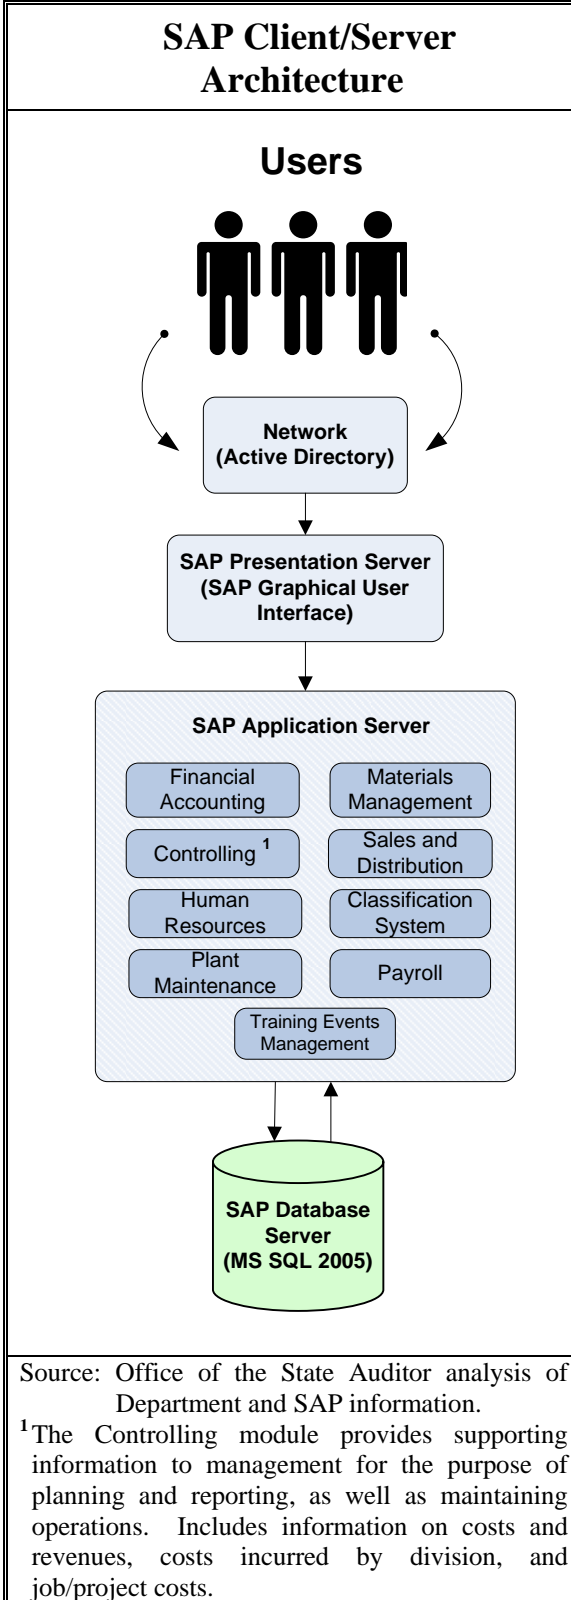 SAP Client/Server
Architecture
Users
Network
(Active Directory)
SAP Presentation Server
(SAP Graphical User
Interface)
SAP Application Server
Financial
Accounting
Materials
Management
Controlling 1
Sales and
Distribution
Human
Resources
Classification
System
Plant
Maintenance
Payroll
Training Events
Management
SAP Database
Server
(MS SQL 2005)
Source: Office of the State Auditor analysis of
Department and SAP information.
1 The Controlling module provides supporting
information to management for the purpose of
planning and reporting, as well as maintaining
operations. Includes information on costs and
revenues, costs incurred by division, and
job/project costs.